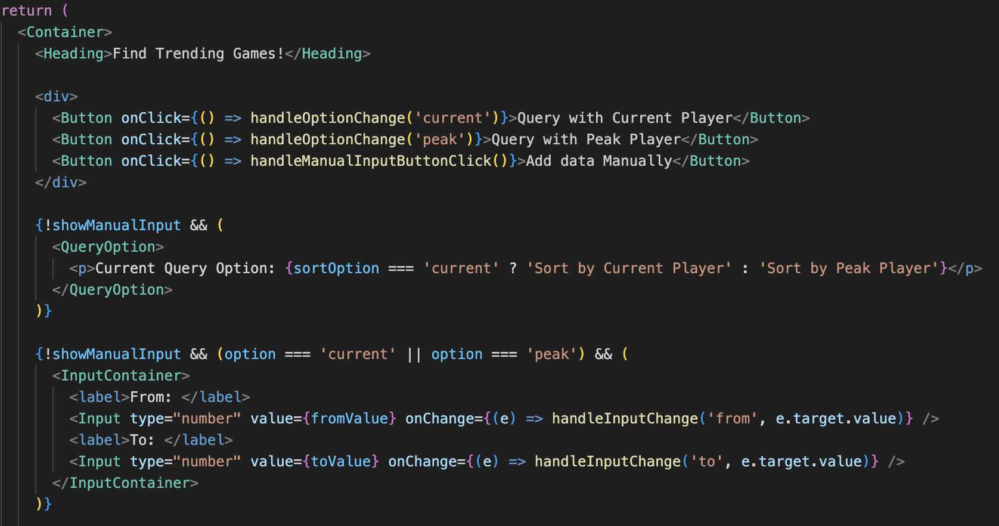 return (
<Container>
<Heading>Find Trending Games!</Heading>
<div>
<Button onClick={() => handleOptionChange('current')}>Query with Current Player</Button>
<Button onClick={() => handleOptionChange('peak')}>Query with Peak Player</Button>
<Button onClick={() => handleManualInputButtonClick()}>Add data Manually</Button>
</div>
{!showManualInput && (
<QueryOption>
<p>Current Query Option: {sortOption === 'current' ? 'Sort by Current Player' : 'Sort by Peak Player'}</p>
</QueryOption>
)}
{!showManualInput && (option === 'current' || option === 'peak') && (
<InputContainer>
<label>From: </label>
<Input type="number" value={fromValue} onChange={(e) => handleInputChange('from', e.target.value)} />
<label>To: </label>
<Input type="number" value={toValue} onChange={(e) => handleInputChange('to', e.target.value)} />
</InputContainer>
)}